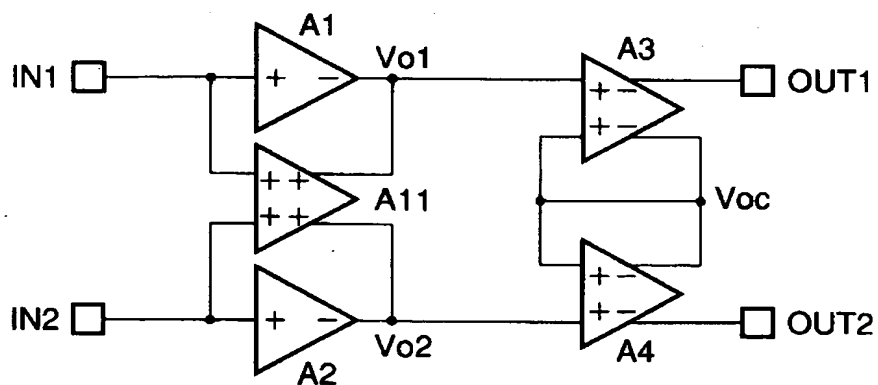 A1
Vo1
A3
IN1
+ -
+ -
+ -
OUT1
+ +
+ +
A11
Voc
+ -
+ -
IN2
+ -
Vo2
A4
OUT2
A2